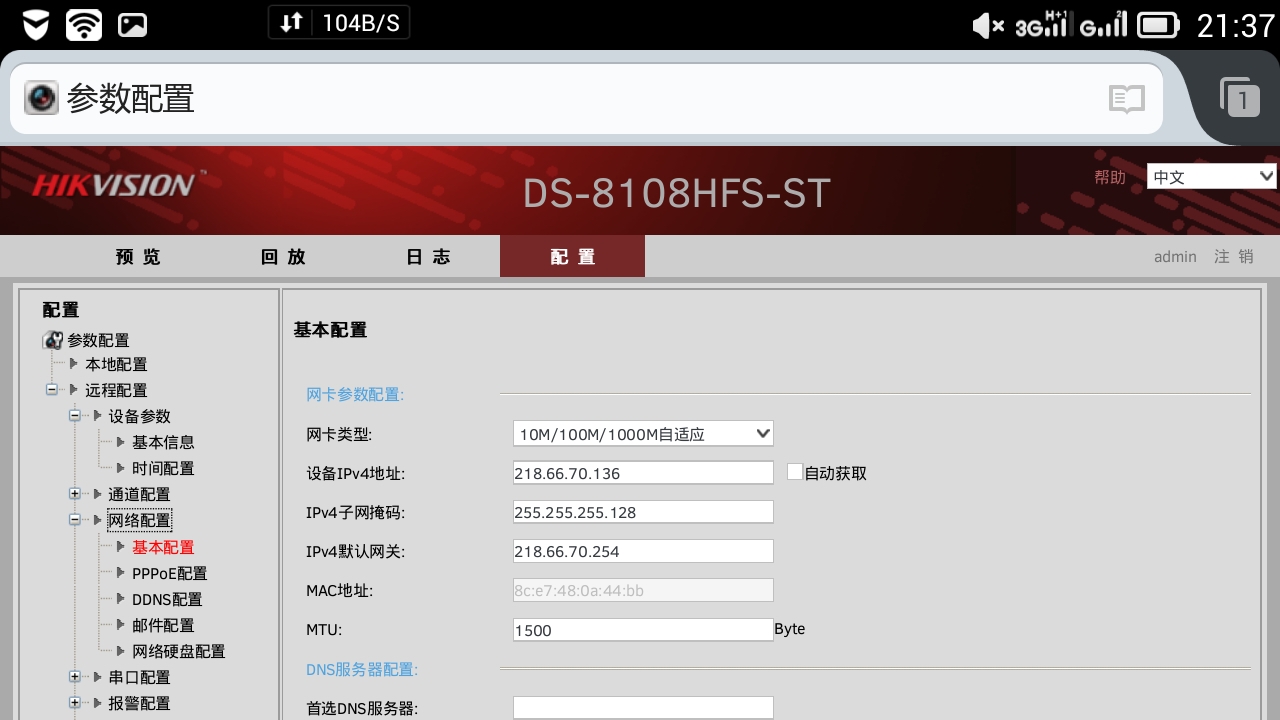 104B/S
3G H+1 G 2 21:37
参数配置
1
HIKVISION™
DS-8108HFS-ST
帮助
中文
预览 回放 日志 配置
admin 注销
配置
参数配置
本地配置
远程配置
设备参数
基本信息
时间配置
通道配置
网络配置
基本配置
PPPoE配置
DDNS配置
邮件配置
网络硬盘配置
串口配置
报警配置
基本配置
网卡参数配置:
网卡类型: 10M/100M/1000M自适应
设备IPv4地址: 218.66.70.136 自动获取
IPv4子网掩码: 255.255.255.128
IPv4默认网关: 218.66.70.254
MAC地址: 8c:e7:48:0a:44:bb
MTU: 1500 Byte
DNS服务器配置:
首选DNS服务器: